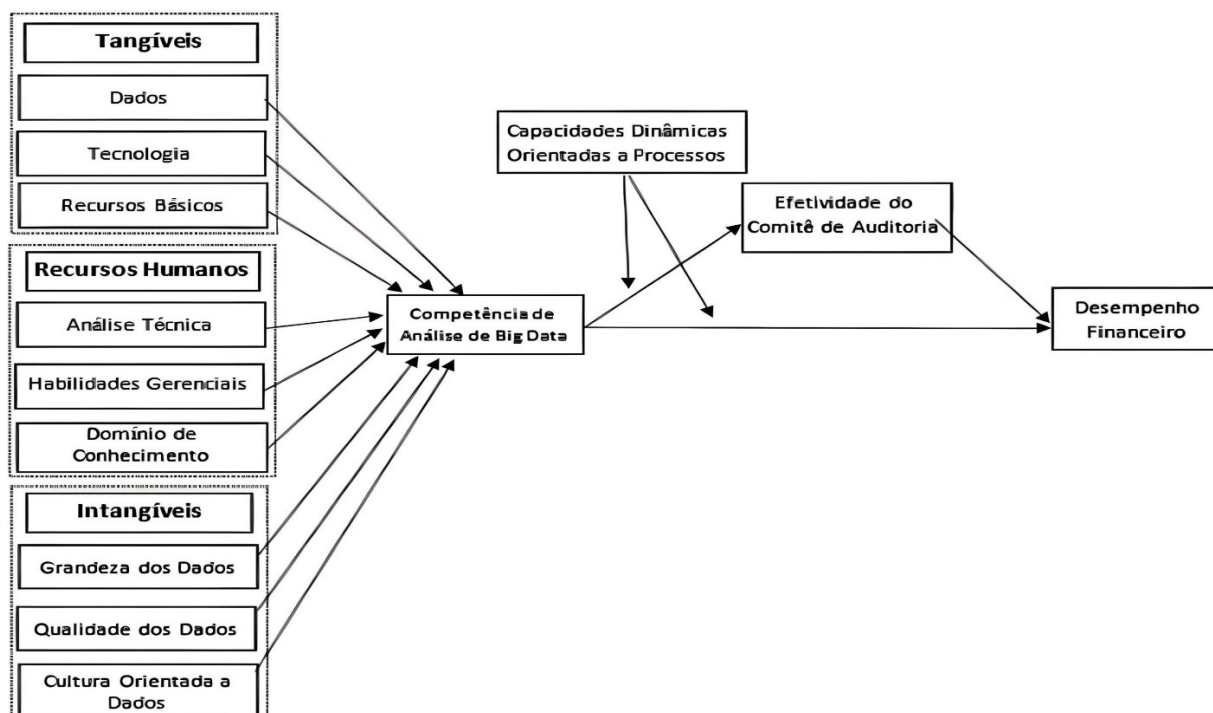 Tangíveis
Dados
Tecnologia
Recursos Básicos
Recursos Humanos
Análise Técnica
Habilidades Gerenciais
Domínio de
Conhecimento
Intangíveis
Grandeza dos Dados
Qualidade dos Dados
Cultura Orientada a
Dados
Competência de
Análise de Big Data
Capacidades Dinâmicas
Orientadas a Processos
Efetividade do
Comitê de Auditoria
Desempenho
Financeiro